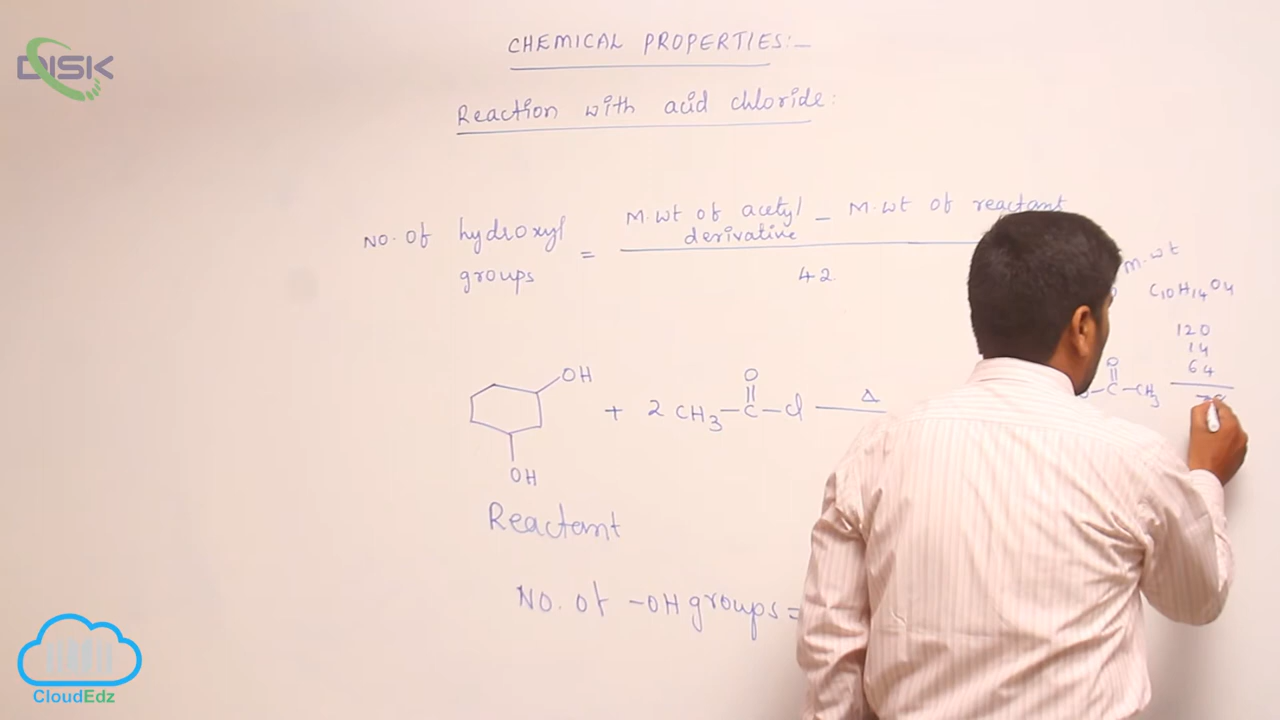 DISK
CHEMICAL PROPERTIES:-
Reaction with acid chloride:
No. of hydroxyl groups = M.wt of acetyl derivative - M.wt of reactant
42
M.wt
C10H14O4
120
14
64
OH
+ 2 CH3-C-Cl
O
Δ
O
C-CH3
OH
Reactant
No. of -OH groups =
CloudEdz